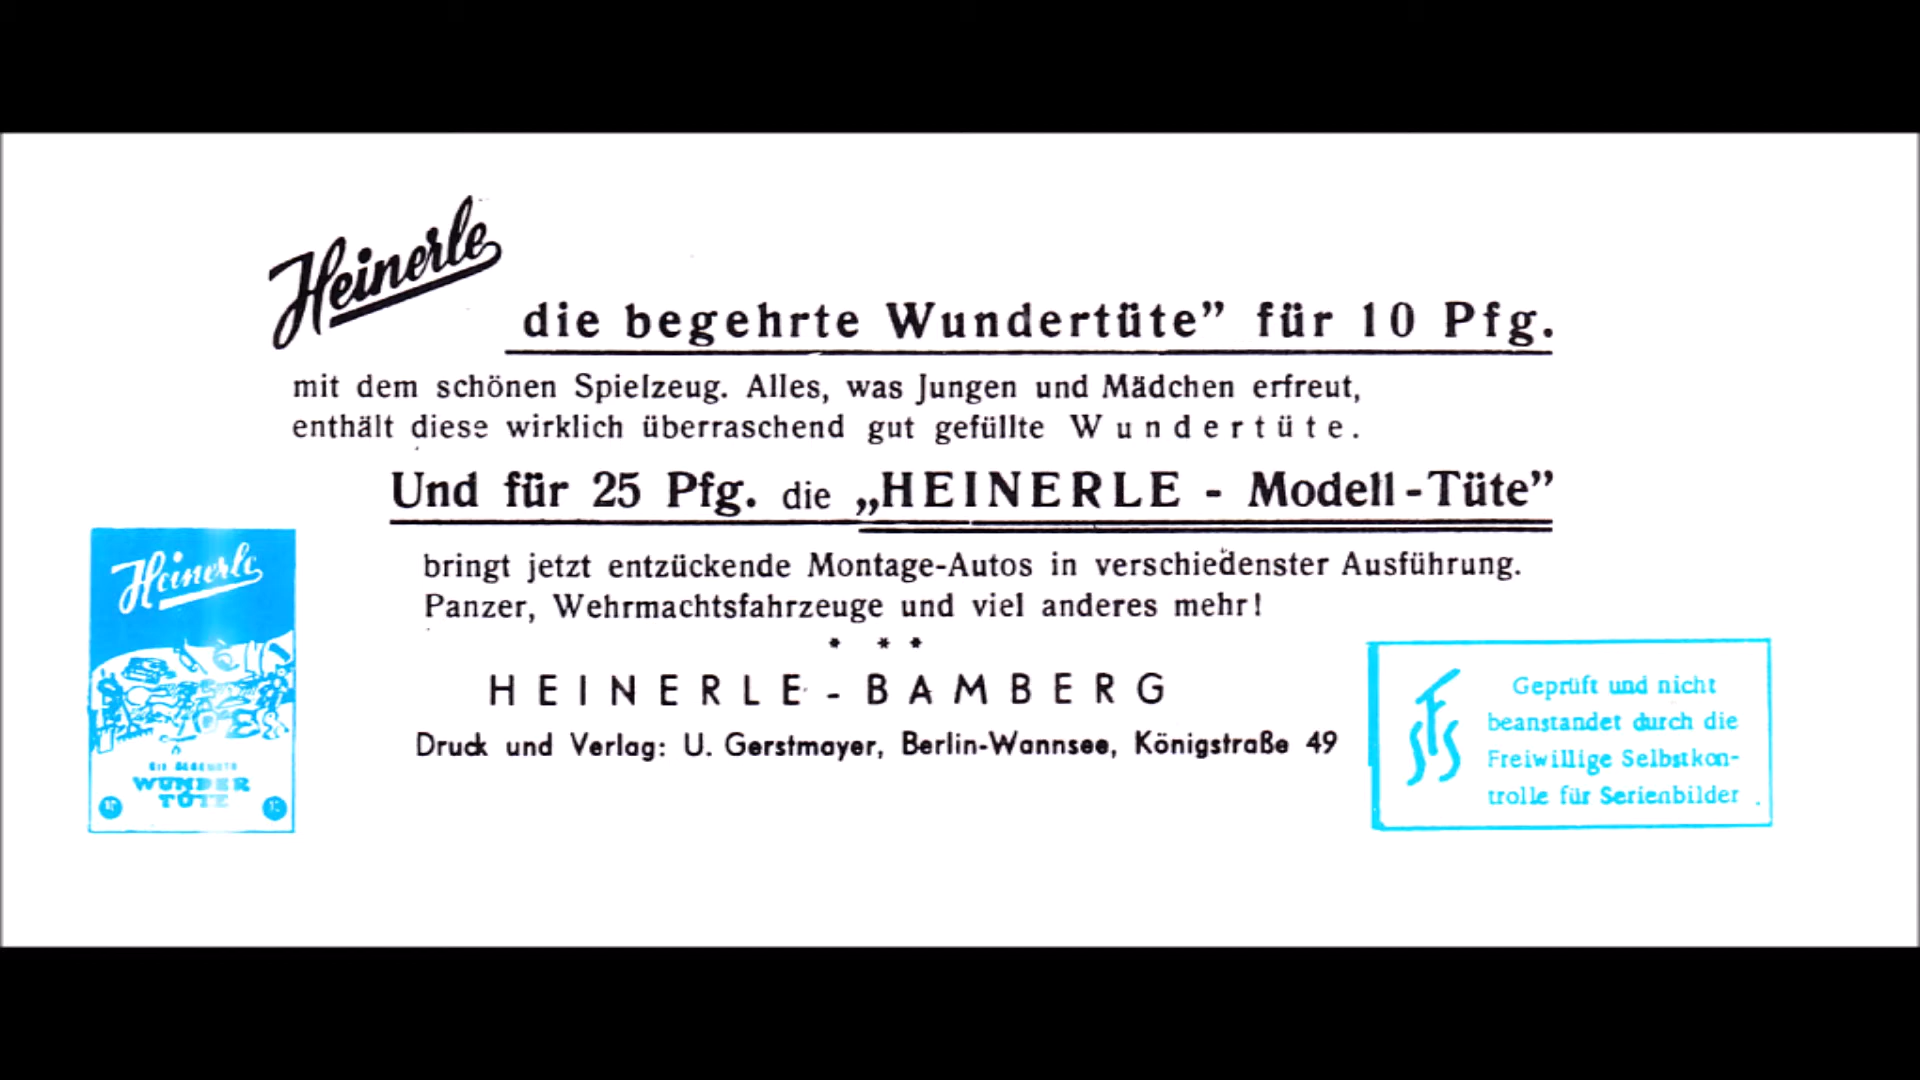 Heinerle
die begehrte Wundertüte” für 10 Pfg.
mit dem schönen Spielzeug. Alles, was Jungen und Mädchen erfreut,
enthält diese wirklich überraschend gut gefüllte Wundertüte.
Und für 25 Pfg. die „HEINERLE - Modell-Tüte”
bringt jetzt entzückende Montage-Autos in verschiedenster Ausführung.
Panzer, Wehrmachtsfahrzeuge und viel anderes mehr!
* * *
HEINERLE-BAMBERG
Druck und Verlag: U. Gerstmayer, Berlin-Wannsee, Königstraße 49
Heinerle
WUNDER
TÜTE
FSS
Geprüft und nicht
beanstandet durch die
Freiwillige Selbstkon-
trolle für Serienbilder